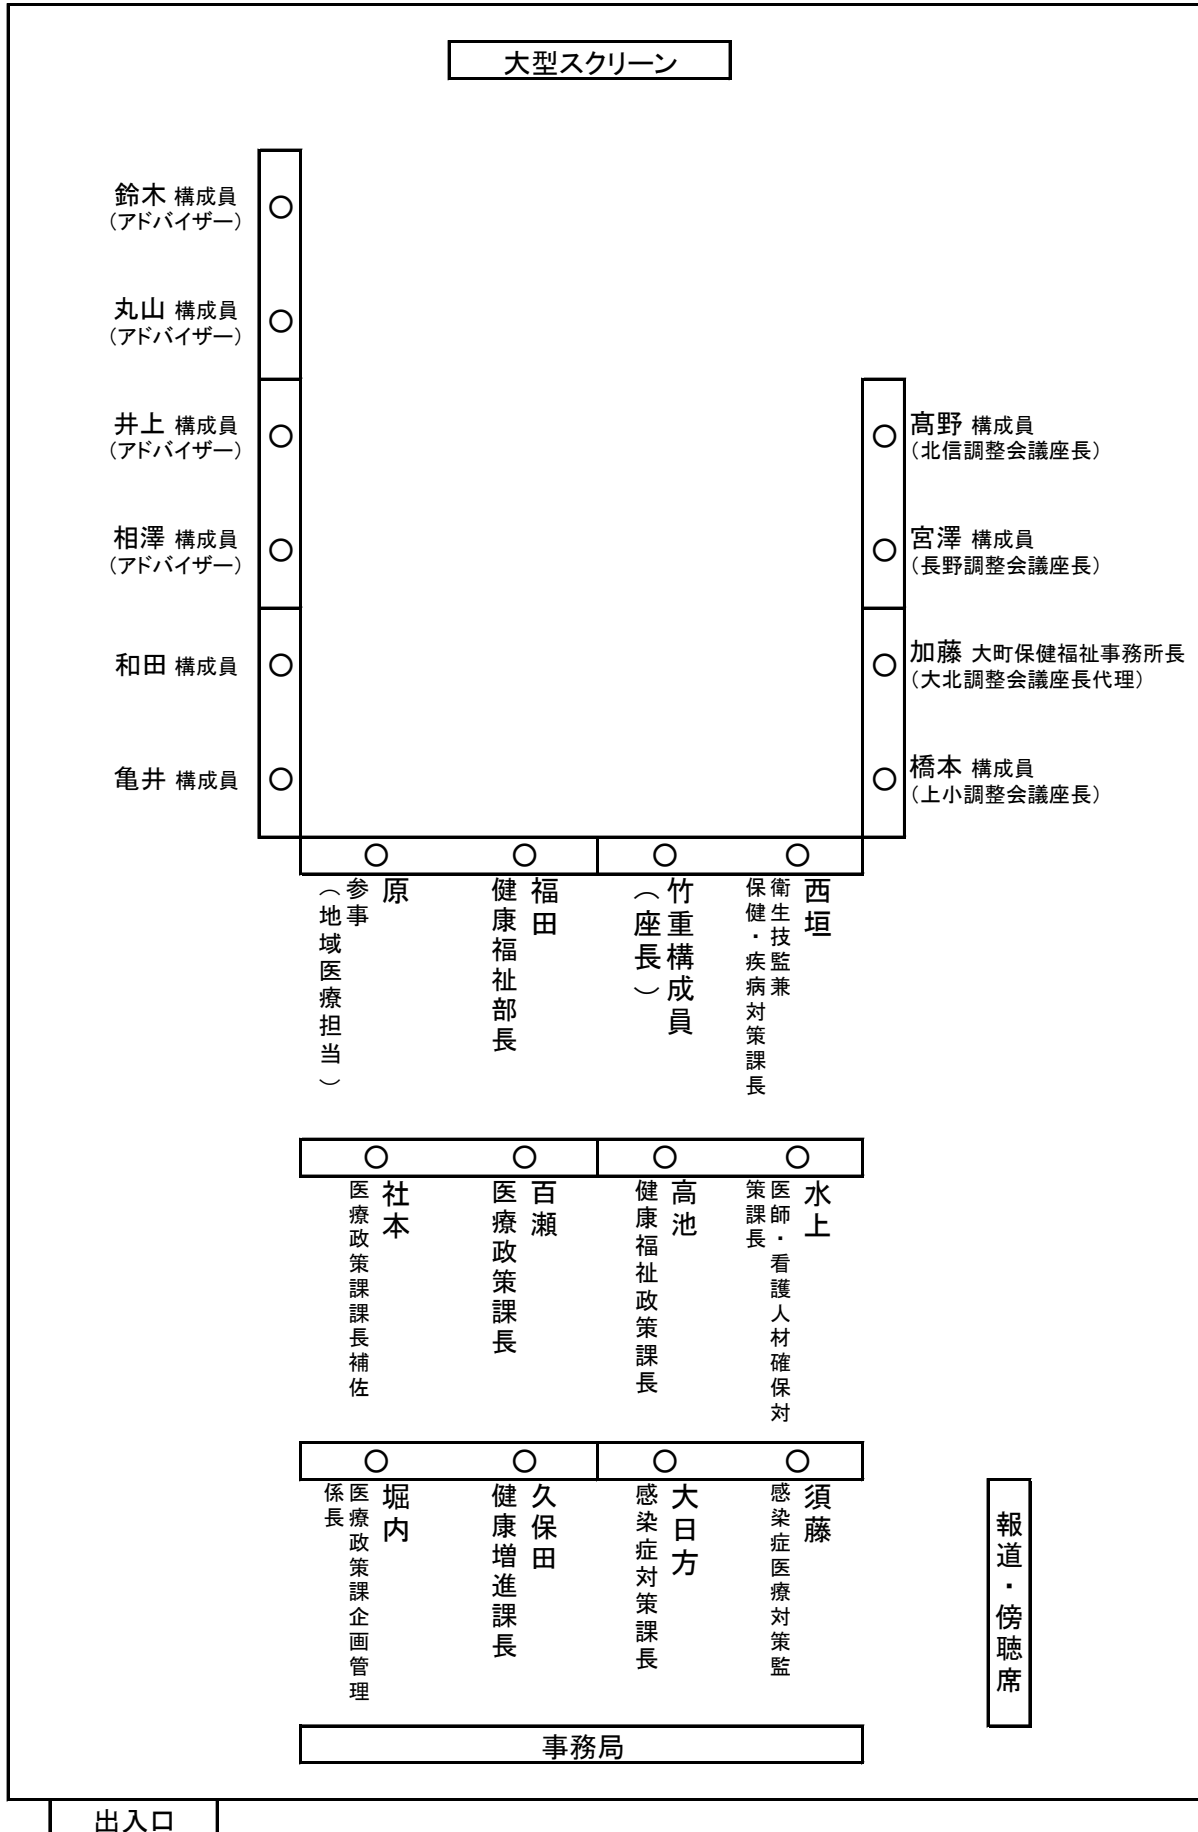 大型スクリーン
鈴木 構成員
（アドバイザー）
丸山 構成員
（アドバイザー）
井上 構成員
（アドバイザー）
相澤 構成員
（アドバイザー）
和田 構成員
亀井 構成員
髙野 構成員
（北信調整会議座長）
宮澤 構成員
（長野調整会議座長）
加藤 大町保健福祉事務所長
（大北調整会議座長代理）
橋本 構成員
（上小調整会議座長）
原
参事
（地域医療担当）
福田
健康福祉部長
竹重構成員
（座長）
西垣
衛生技監兼
保健・疾病対策課長
社本
医療政策課課長補佐
百瀬
医療政策課長
高池
健康福祉政策課長
水上
医師・看護人材確保対
策課長
堀内
医療政策課企画管理
係長
久保田
健康増進課長
大日方
感染症対策課長
須藤
感染症医療対策監
報道・傍聴席
事務局
出入口